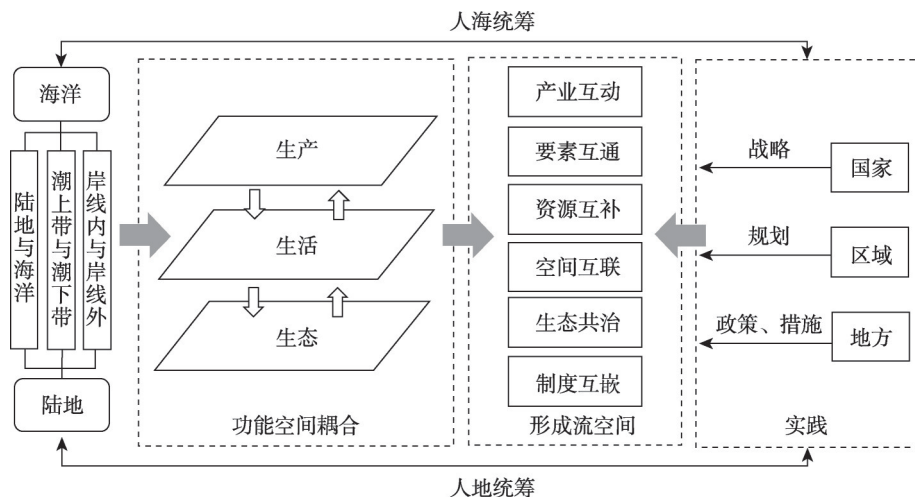 人海统筹
海洋
陆地与海洋
潮上带与潮下带
岸线内与岸线外
陆地
生产
生活
生态
功能空间耦合
产业互动
要素互通
资源互补
空间互联
生态共治
制度互嵌
形成流空间
战略
国家
规划
区域
政策、措施
地方
实践
人地统筹